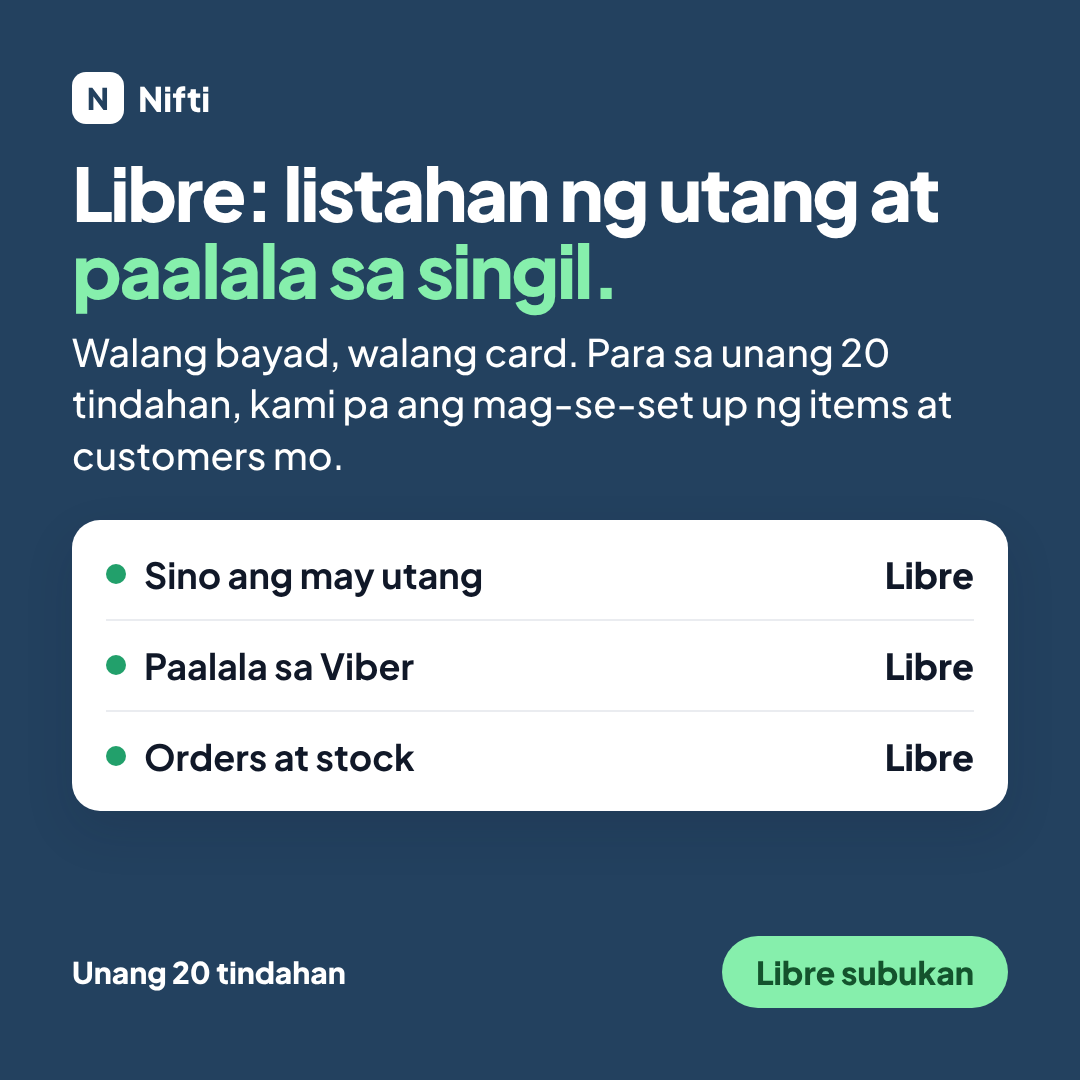 N Nifti
Libre: listahan ng utang at
paalala sa singil.
Walang bayad, walang card. Para sa unang 20
tindahan, kami pa ang mag-se-set up ng items at
customers mo.
Sino ang may utang Libre
Paalala sa Viber Libre
Orders at stock Libre
Unang 20 tindahan Libre subukan